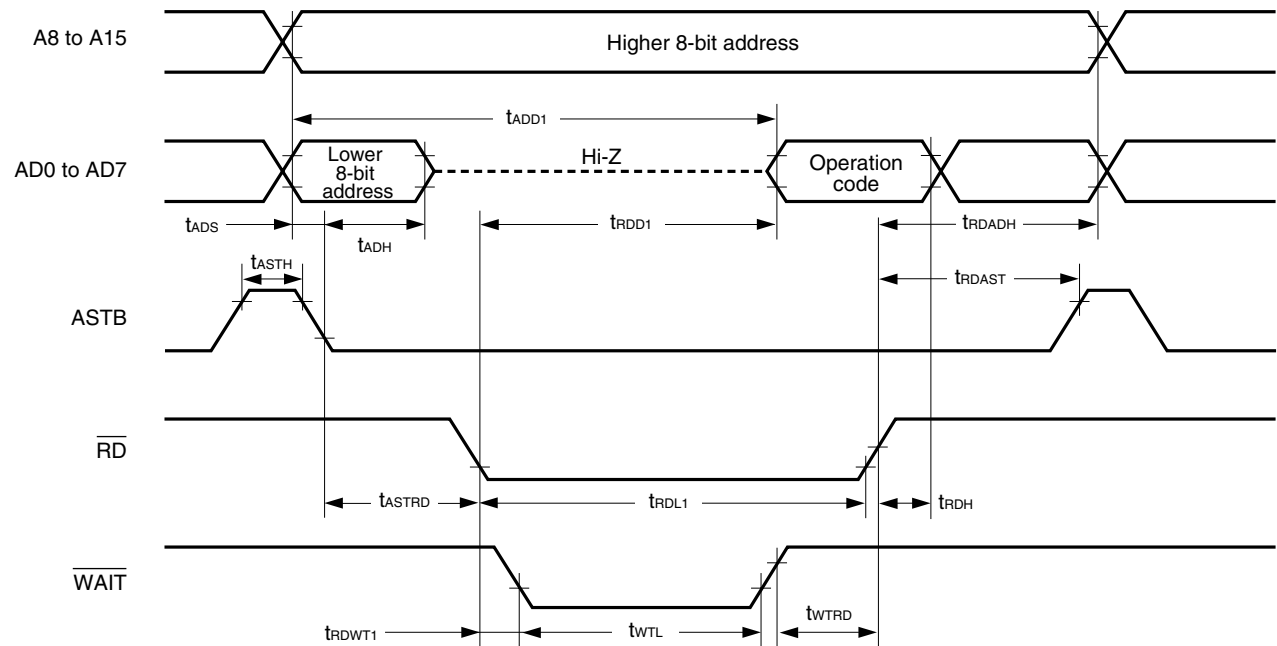 A8 to A15
Higher 8-bit address
tADD1
AD0 to AD7
Lower
8-bit
address
Hi-Z
Operation
code
tADS
tADH
tRDD1
tRDADH
tASTH
tRDAST
ASTB
RD
tASTRD
tRDL1
tRDH
WAIT
tRDWT1
tWTL
tWTRD